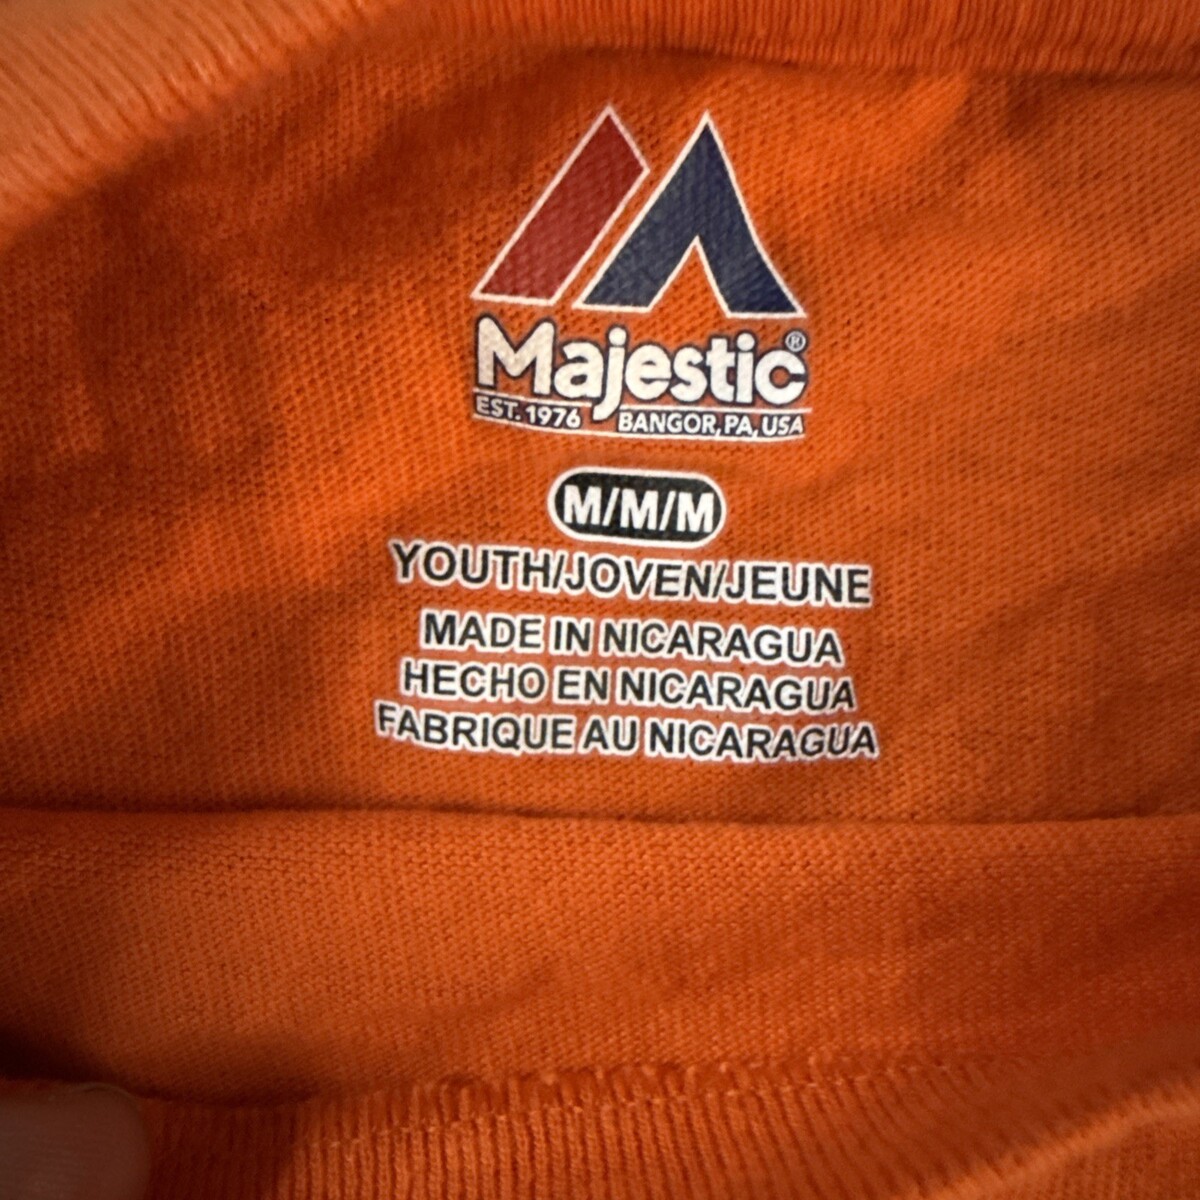 Majestic®
EST. 1976 BANGOR, PA, USA
M/M/M
YOUTH/JOVEN/JEUNE
MADE IN NICARAGUA
HECHO EN NICARAGUA
FABRIQUE AU NICARAGUA